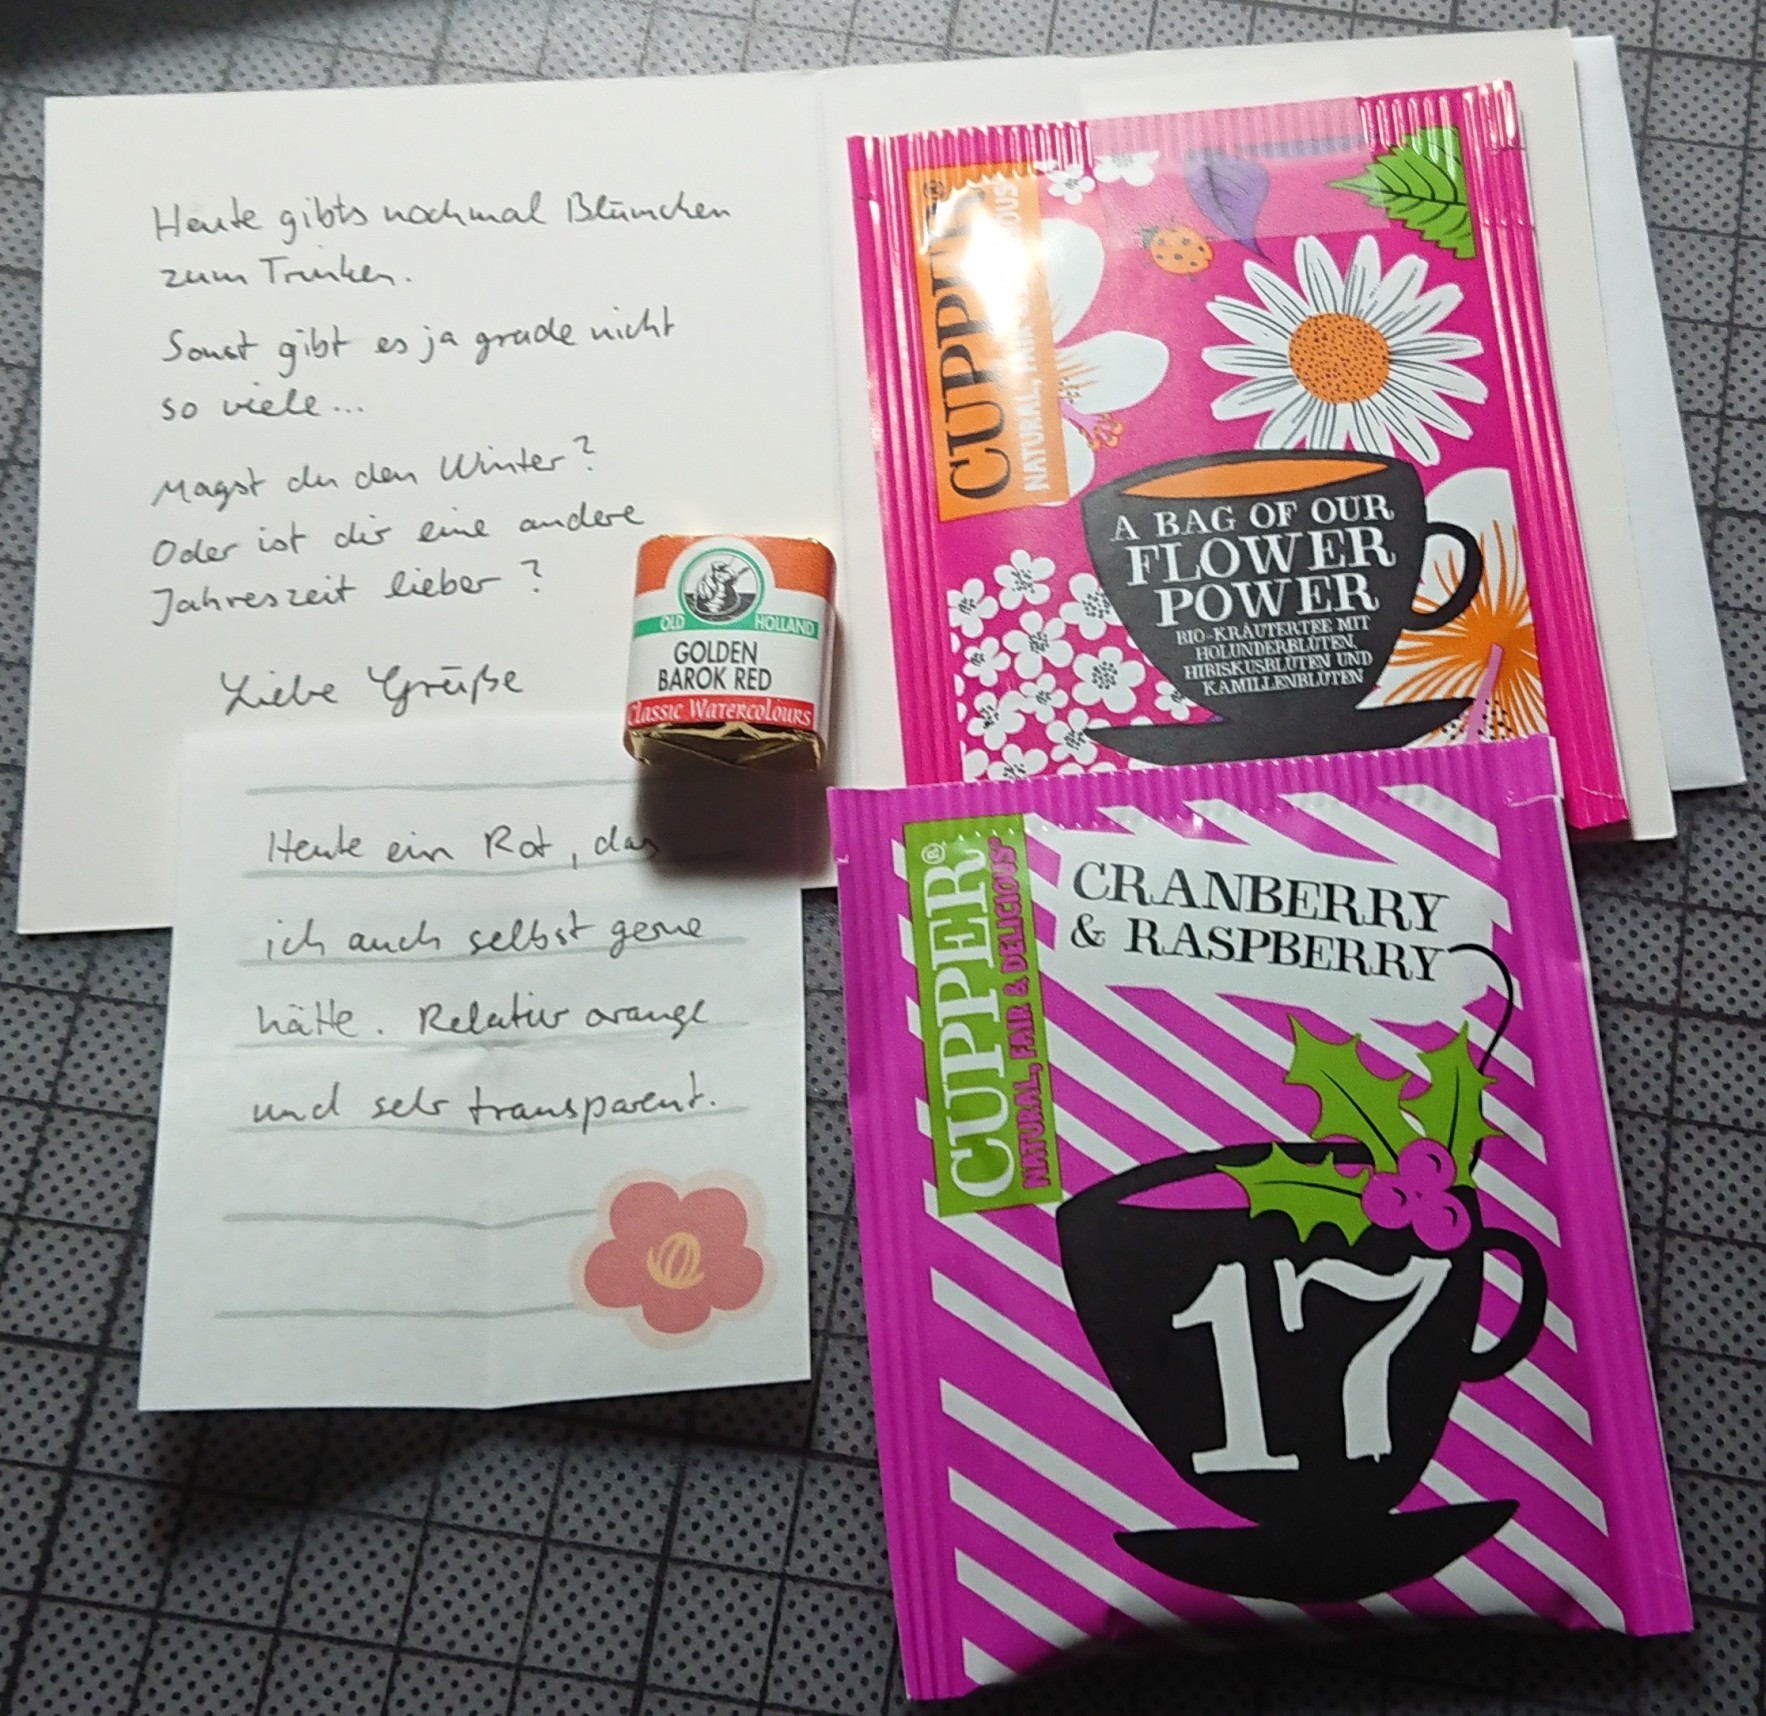 Heute gibts nochmal Blümchen
zum Trinken.
Sonst gibt es ja grade nicht
so viele...
Magst du den Winter?
Oder ist dir eine andere
Jahreszeit lieber?
Liebe Grüße
OLD HOLLAND
GOLDEN
BAROK RED
Classic Watercolours
Heute ein Rot, das
ich auch selbst gerne
hätte. Relativ orange
und sehr transparent.
CUPPER®
NATURAL,
A BAG OF OUR
FLOWER
POWER
BIO-KRÄUTERTEE MIT
HOLUNDERBLÜTEN,
HIBISKUSBLÜTEN UND
KAMILLENBLÜTEN
CUPPER®
NATURAL, FAIR & DELICIOUS
CRANBERRY
& RASPBERRY
17